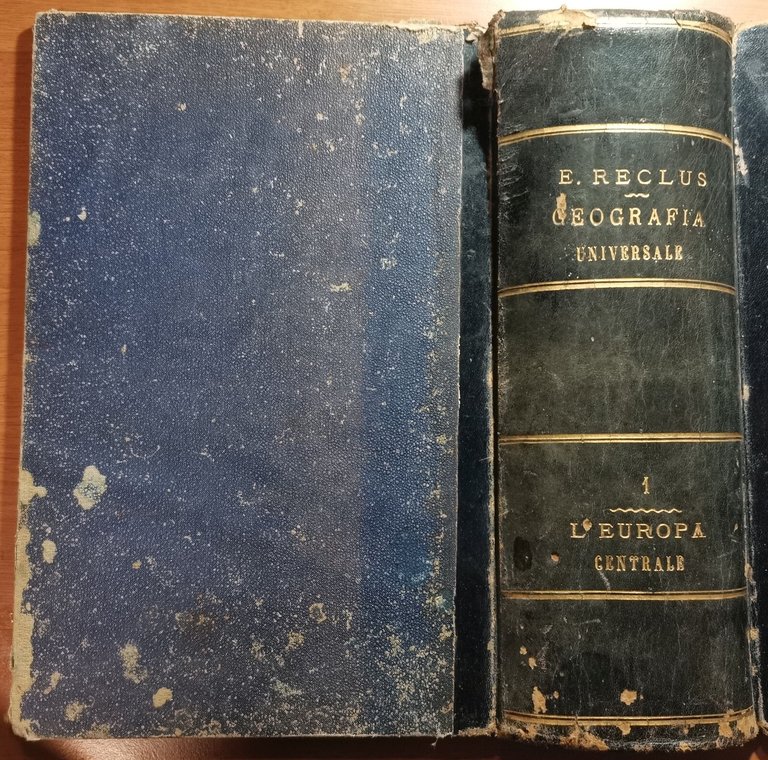 E. RECLUS
GEOGRAFIA
UNIVERSALE
1
L'EUROPA
CENTRALE